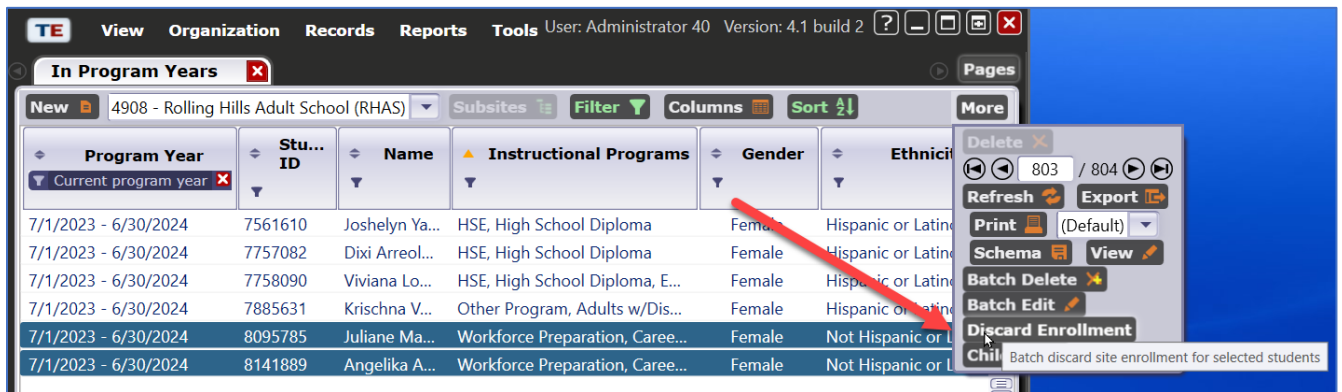 TE View Organization Records Reports Tools User: Administrator 40 Version: 4.1 build 2 ?
In Program Years Pages
New 4908 - Rolling Hills Adult School (RHAS) Subsites Filter Columns Sort More
Program Year Stu... ID Name Instructional Programs Gender Ethnicit
Current program year
7/1/2023 - 6/30/2024 7561610 Joshelyn Ya... HSE, High School Diploma Female Hispanic or Latino
7/1/2023 - 6/30/2024 7757082 Dixi Arreol... HSE, High School Diploma Female Hispanic or Latino
7/1/2023 - 6/30/2024 7758090 Viviana Lo... HSE, High School Diploma, E... Female Hispanic or Latino
7/1/2023 - 6/30/2024 7885631 Krischna V... Other Program, Adults w/Dis... Female Hispanic or Latino
7/1/2023 - 6/30/2024 8095785 Juliane Ma... Workforce Preparation, Caree... Female Not Hispanic or L
7/1/2023 - 6/30/2024 8141889 Angelika A... Workforce Preparation, Caree... Female Not Hispanic or L
Delete
803 / 804
Refresh Export
Print (Default)
Schema View
Batch Delete
Batch Edit
Discard Enrollment
Chil
Batch discard site enrollment for selected students